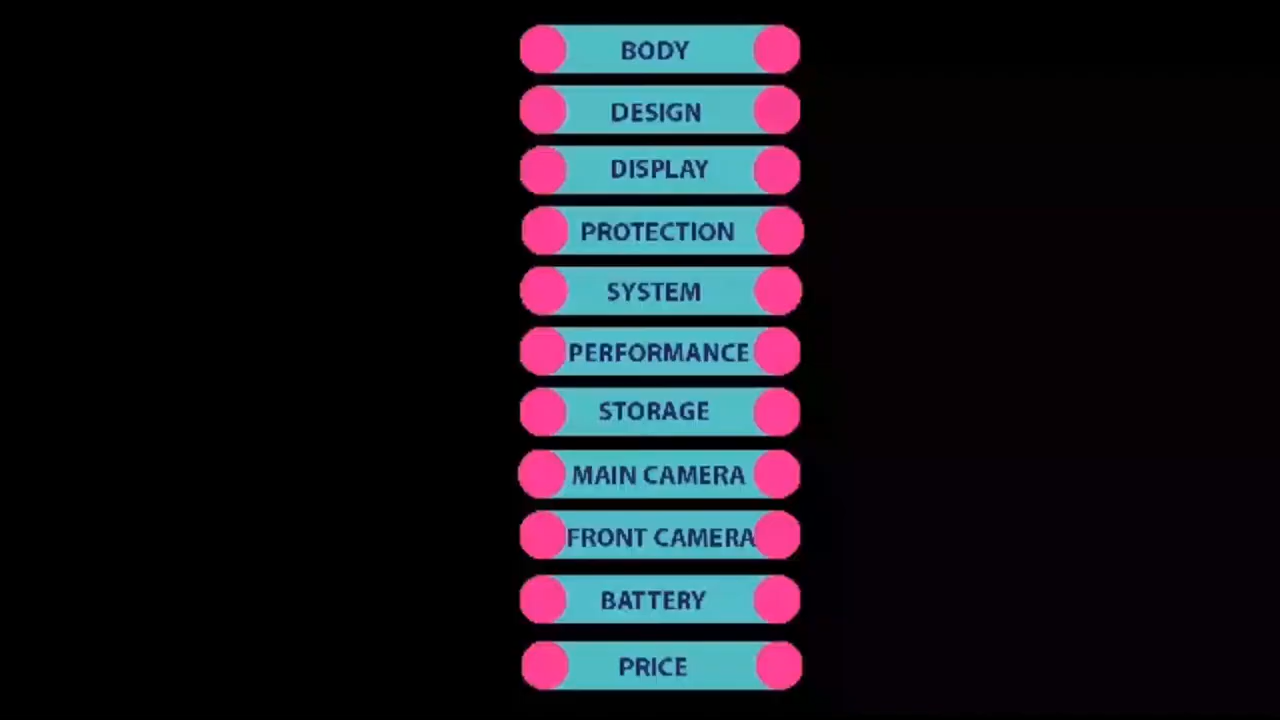 BODY
DESIGN
DISPLAY
PROTECTION
SYSTEM
PERFORMANCE
STORAGE
MAIN CAMERA
FRONT CAMERA
BATTERY
PRICE